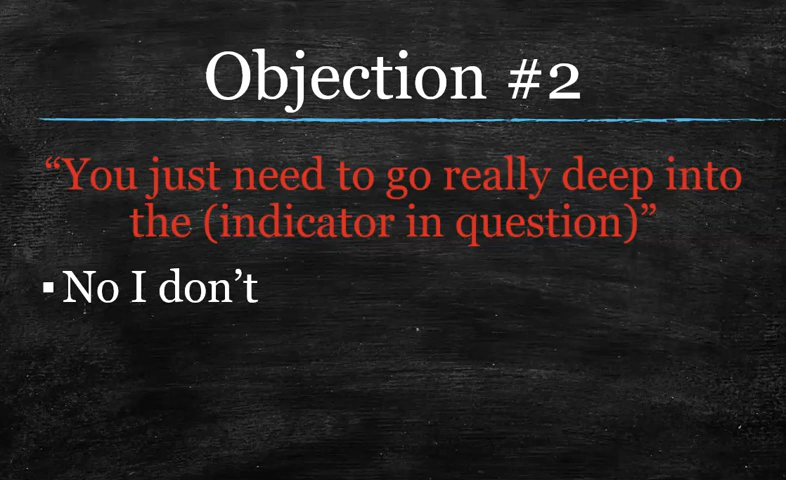 Objection #2
“You just need to go really deep into
the (indicator in question)”
▪ No I don’t